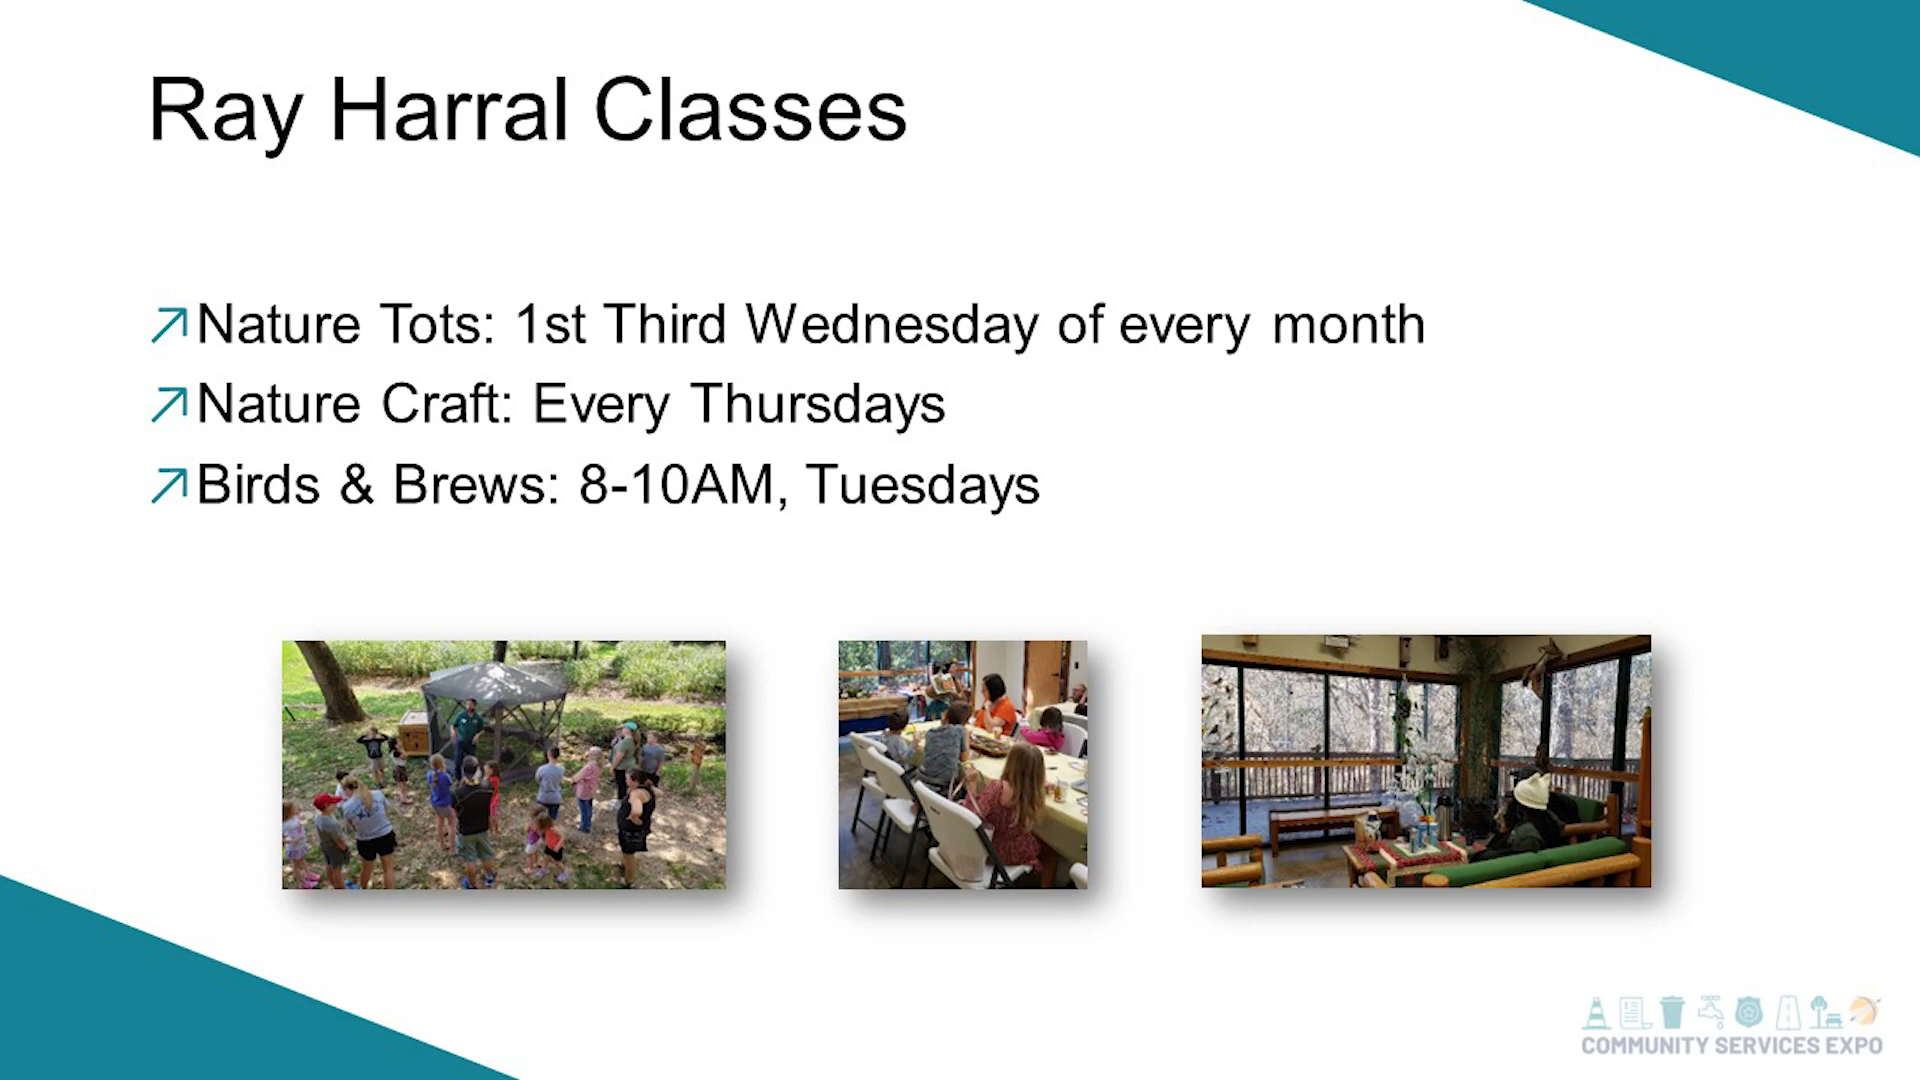 Ray Harral Classes
Nature Tots: 1st Third Wednesday of every month
Nature Craft: Every Thursdays
Birds & Brews: 8-10AM, Tuesdays
COMMUNITY SERVICES EXPO